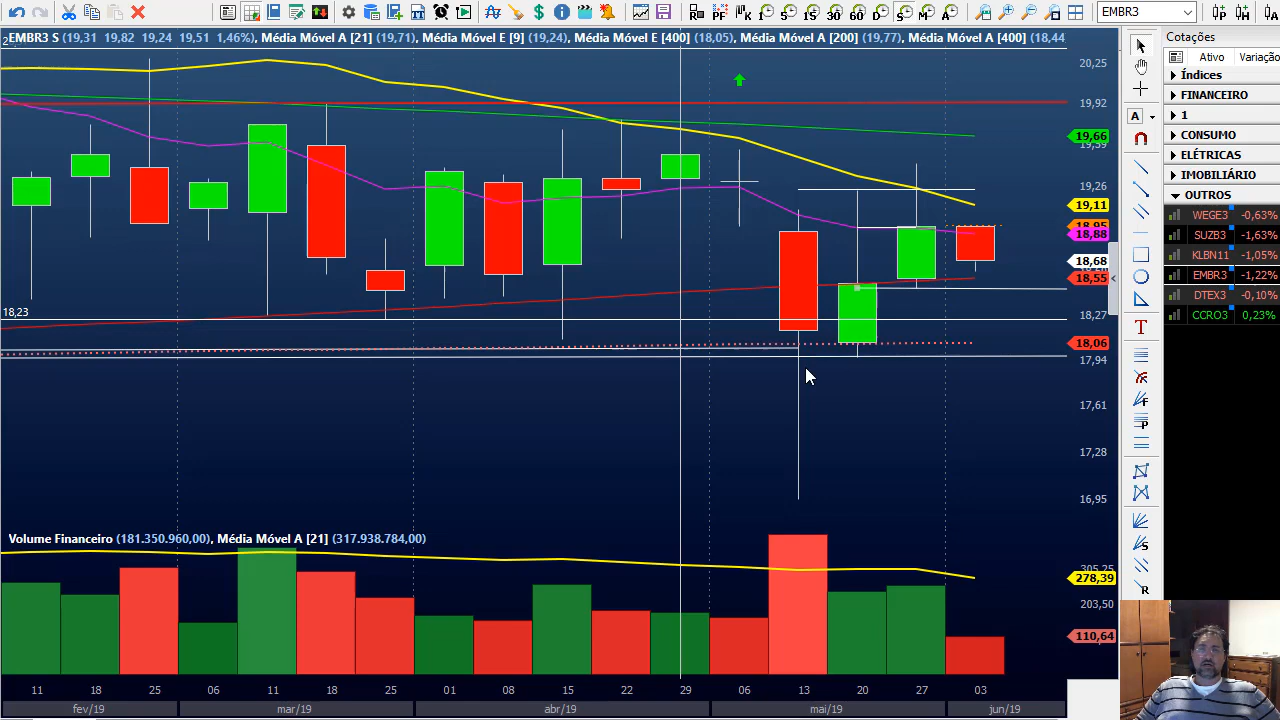 EMBR3
EMBR3 S (19,31 19,82 19,24 19,51 1,46%), Média Móvel A [21] (19,71), Média Móvel E [9] (19,24), Média Móvel E [400] (18,05), Média Móvel A [200] (19,77), Média Móvel A [400] (18,44
20,25
19,92
19,66
19,59
19,26
19,11
18,95
18,88
18,68
18,55
18,27
18,06
17,94
17,61
17,28
16,95
18,23
Volume Financeiro (181.350.960,00), Média Móvel A [21] (317.938.784,00)
305,25
278,39
203,50
110,64
11 18 25 06 11 18 25 01 08 15 22 29 06 13 20 27 03
fev/19 mar/19 abr/19 mai/19 jun/19
Cotações
Ativo Variação
Índices
FINANCEIRO
1
CONSUMO
ELÉTRICAS
IMOBILIÁRIO
OUTROS
WEGE3 -0,63%
SUZB3 -1,63%
KLBN11 -1,05%
EMBR3 -1,22%
DTEX3 -0,10%
CCRO3 0,23%